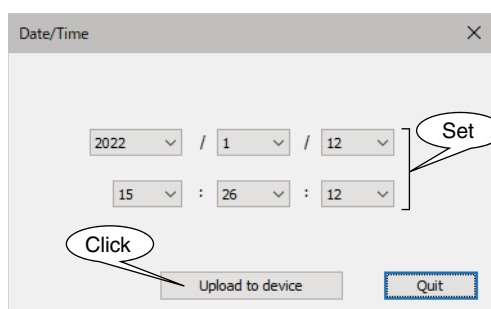 Date/Time
2022 / 1 / 12
Set
15 : 26 : 12
Click
Upload to device Quit